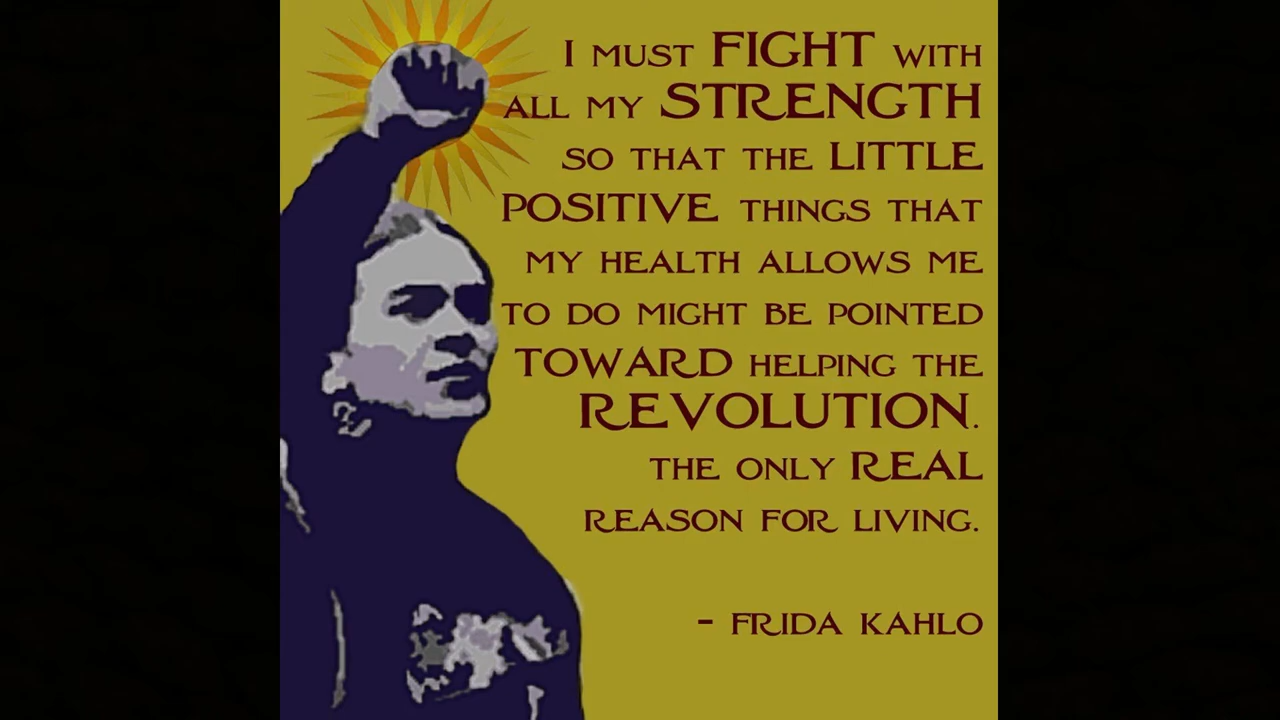 I MUST FIGHT WITH
ALL MY STRENGTH
SO THAT THE LITTLE
POSITIVE THINGS THAT
MY HEALTH ALLOWS ME
TO DO MIGHT BE POINTED
TOWARD HELPING THE
REVOLUTION.
THE ONLY REAL
REASON FOR LIVING.
- FRIDA KAHLO